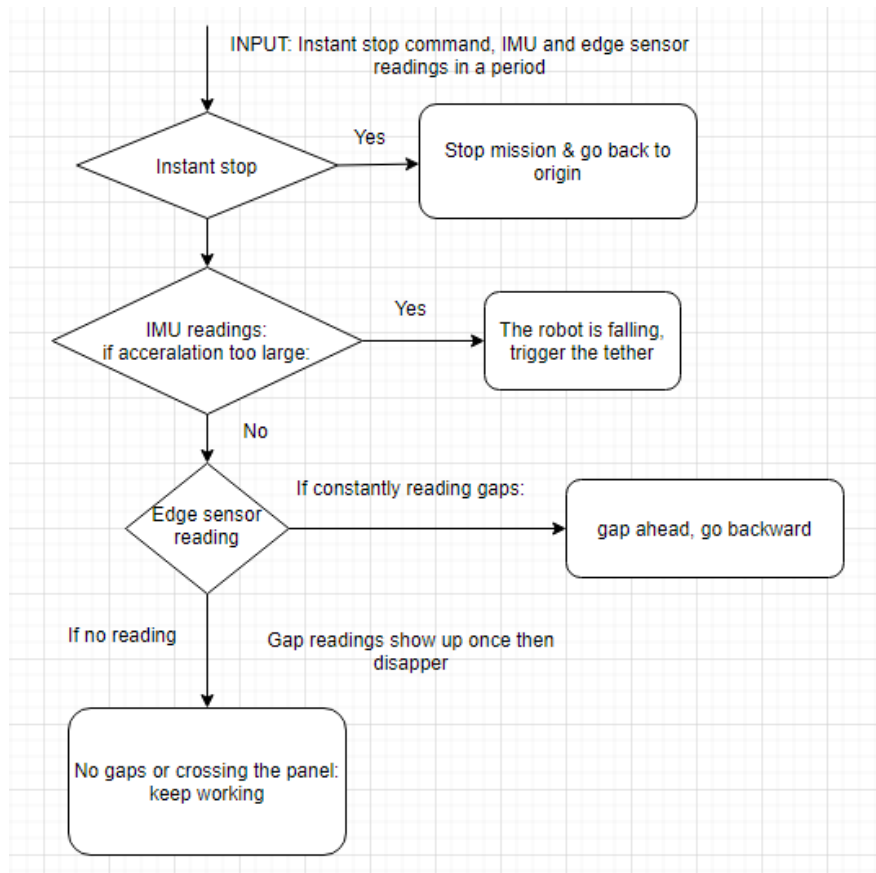 INPUT: Instant stop command, IMU and edge sensor
readings in a period
Yes
Instant stop
Stop mission & go back to
origin
Yes
IMU readings:
if acceralation too large:
The robot is falling,
trigger the tether
No
If constantly reading gaps:
Edge sensor
reading
gap ahead, go backward
If no reading
Gap readings show up once then
disapper
No gaps or crossing the panel:
keep working